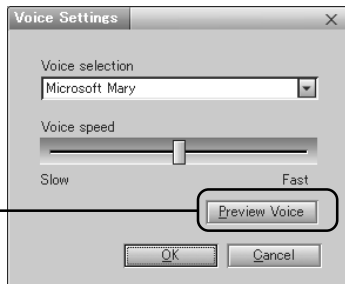 Voice Settings
Voice selection
Microsoft Mary
Voice speed
Slow Fast
Preview Voice
OK Cancel